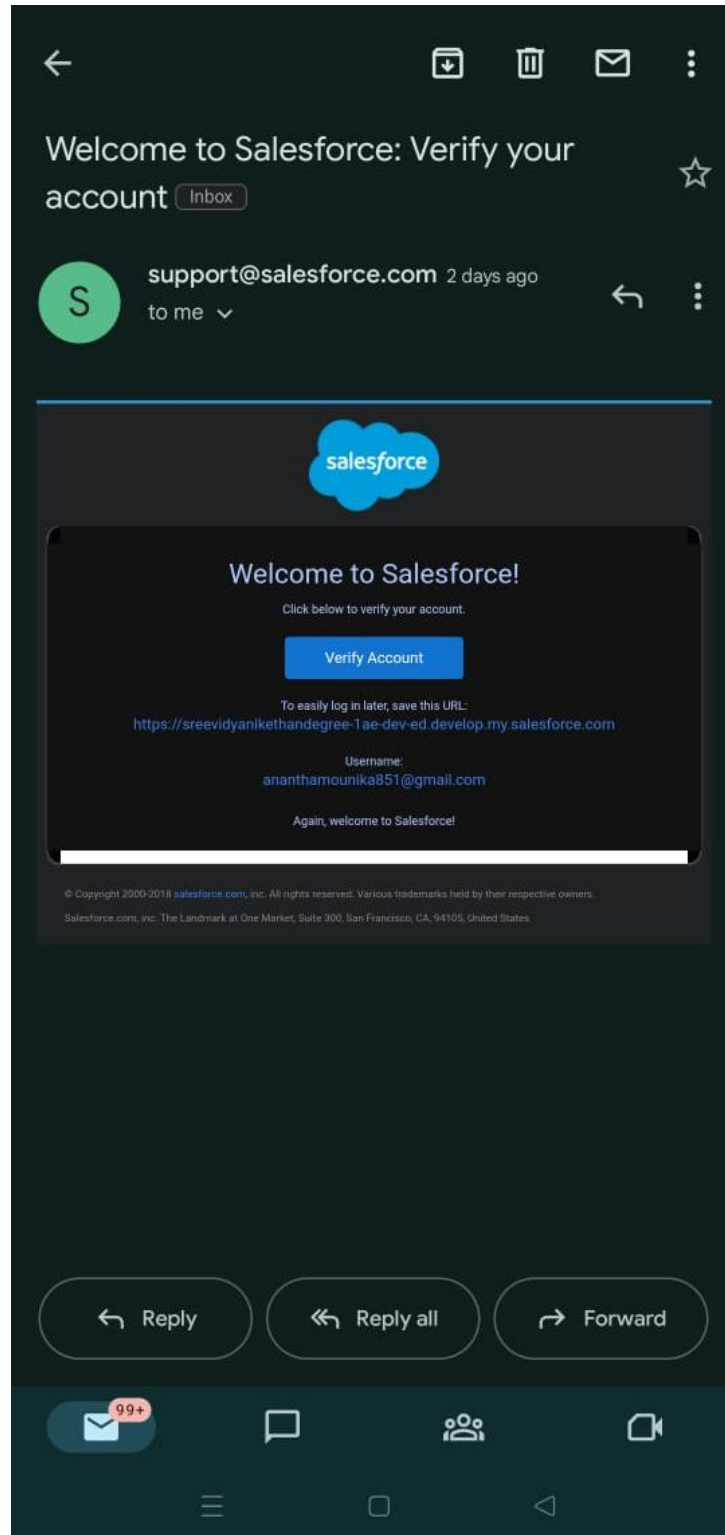 Welcome to Salesforce: Verify your
account Inbox
S
support@salesforce.com 2 days ago
to me
salesforce
Welcome to Salesforce!
Click below to verify your account.
Verify Account
To easily log in later, save this URL:
https://sreevidyanikethandegree-1ae-dev-ed.develop.my.salesforce.com
Username:
ananthamounika851@gmail.com
Again, welcome to Salesforce!
© Copyright 2000-2018 salesforce.com, inc. All rights reserved. Various trademarks held by their respective owners.
Salesforce.com, inc. The Landmark at One Market, Suite 300, San Francisco, CA, 94105, United States
Reply
Reply all
Forward
99+